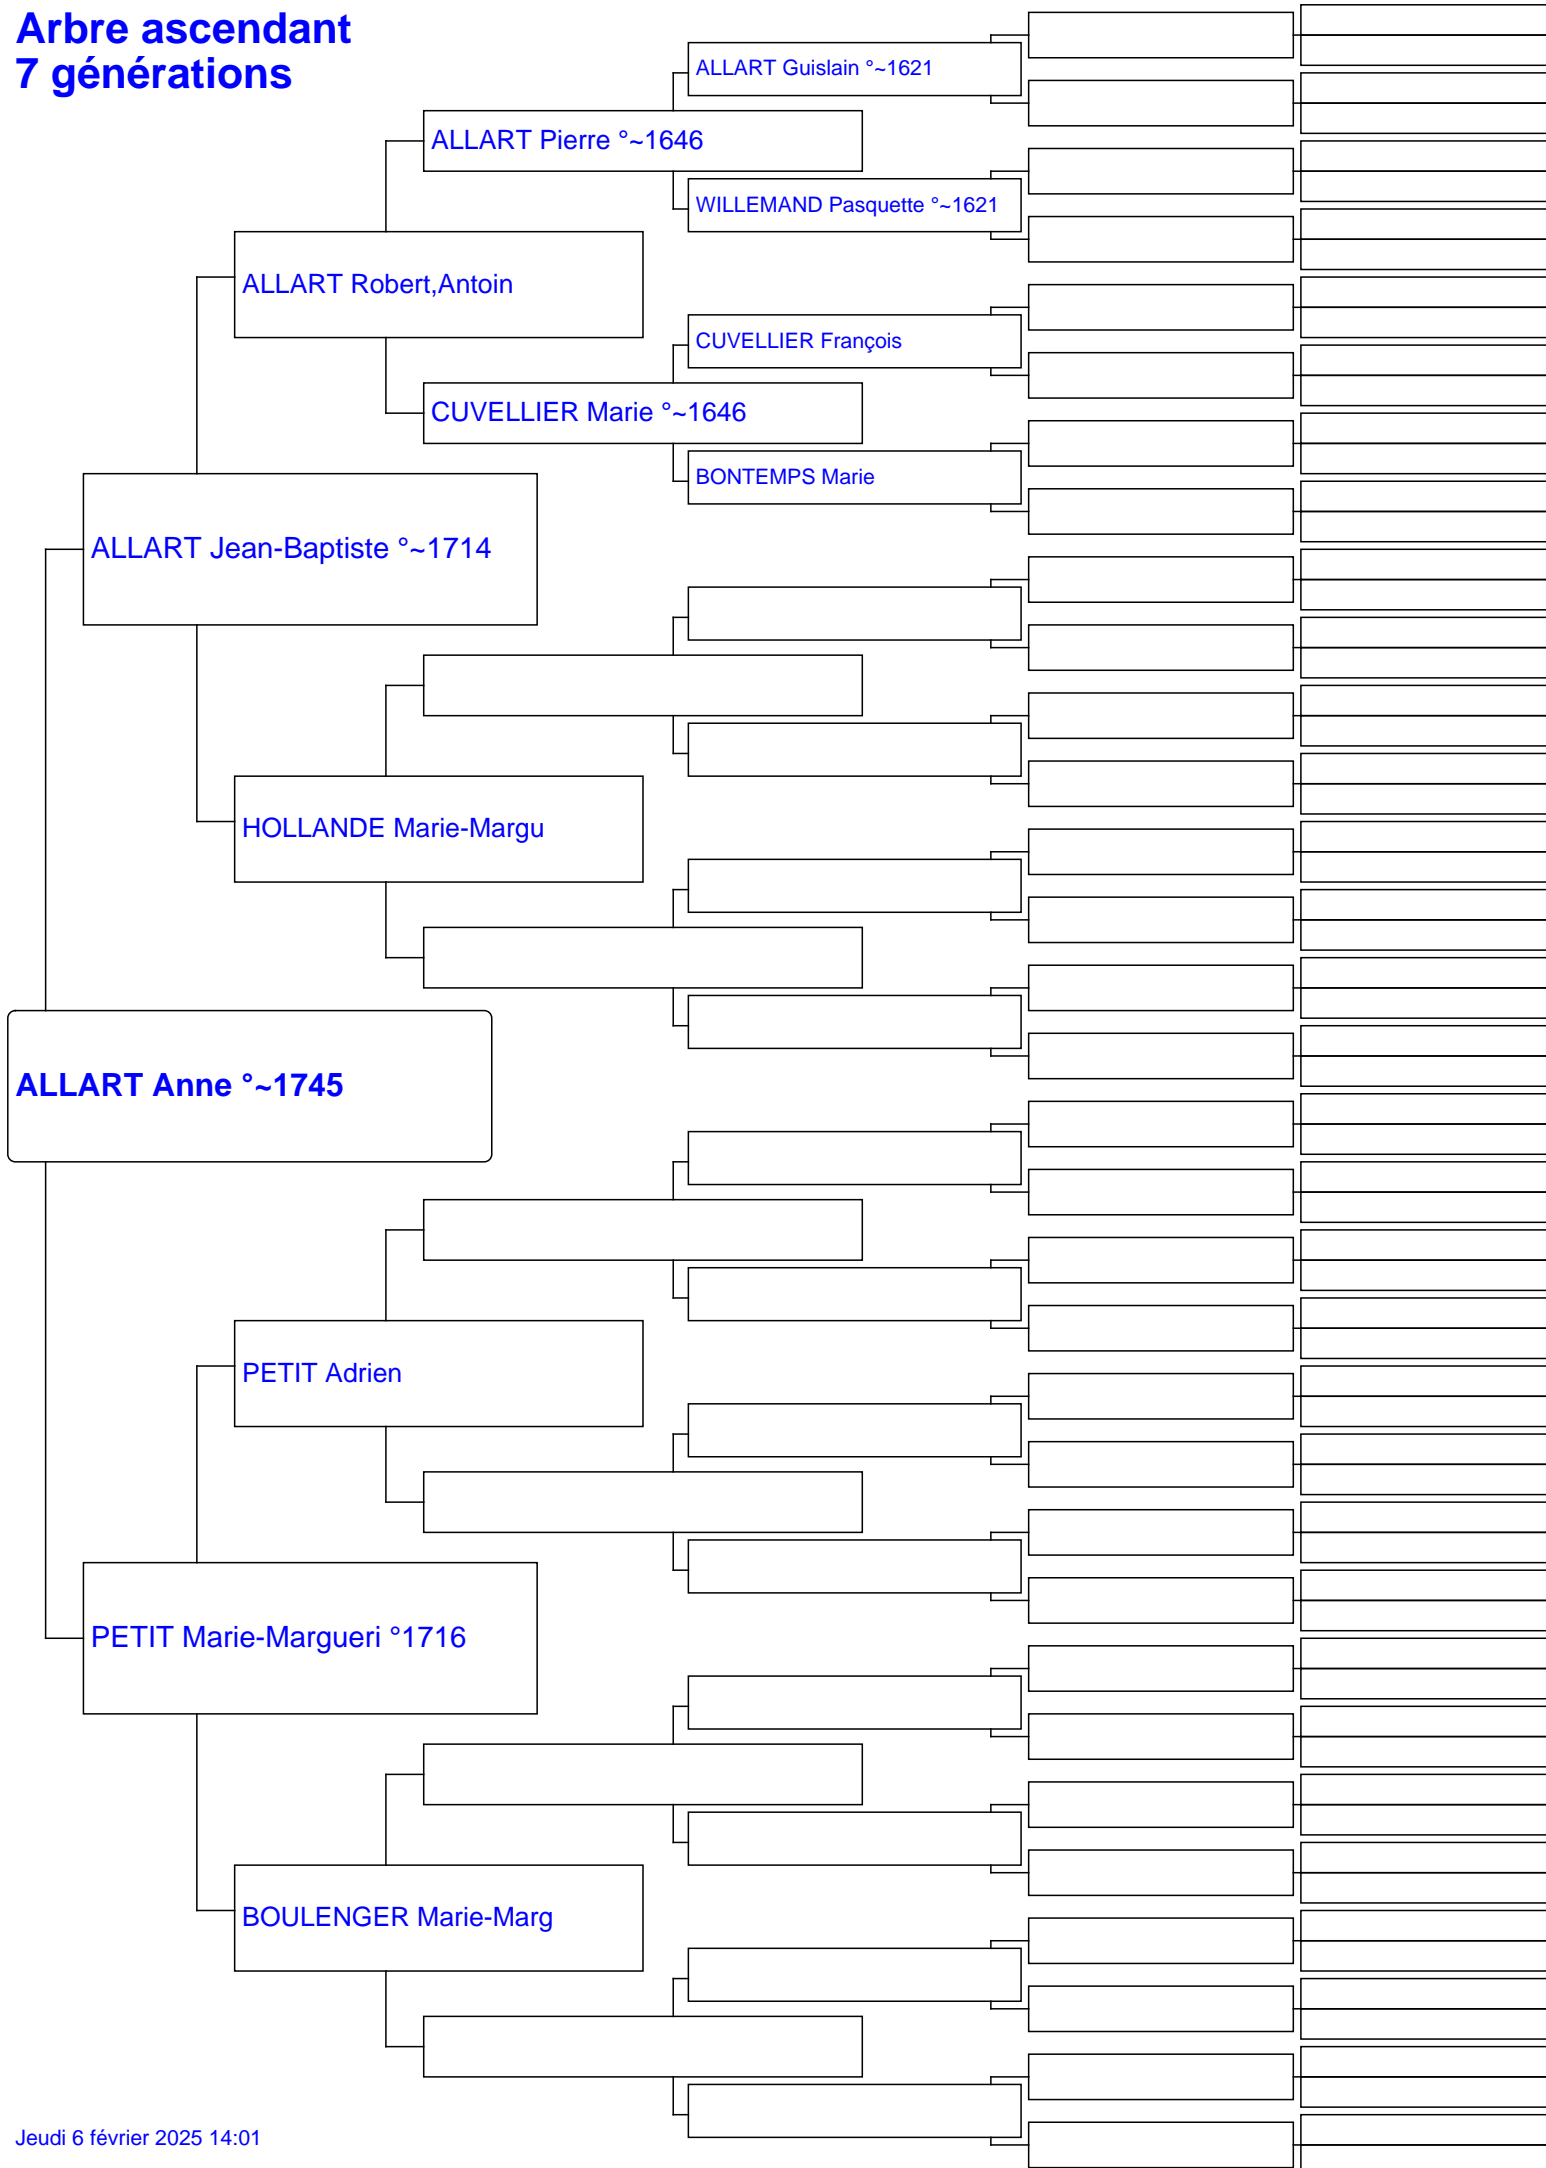 Arbre ascendant
7 générations
ALLART Guislain °~1621
ALLART Pierre °~1646
WILLEMAND Pasquette °~1621
ALLART Robert,Antoin
CUVELLIER François
CUVELLIER Marie °~1646
BONTEMPS Marie
ALLART Jean-Baptiste °~1714
HOLLANDE Marie-Margu
ALLART Anne °~1745
PETIT Adrien
PETIT Marie-Margueri °1716
BOULENGER Marie-Marg
Jeudi 6 février 2025 14:01